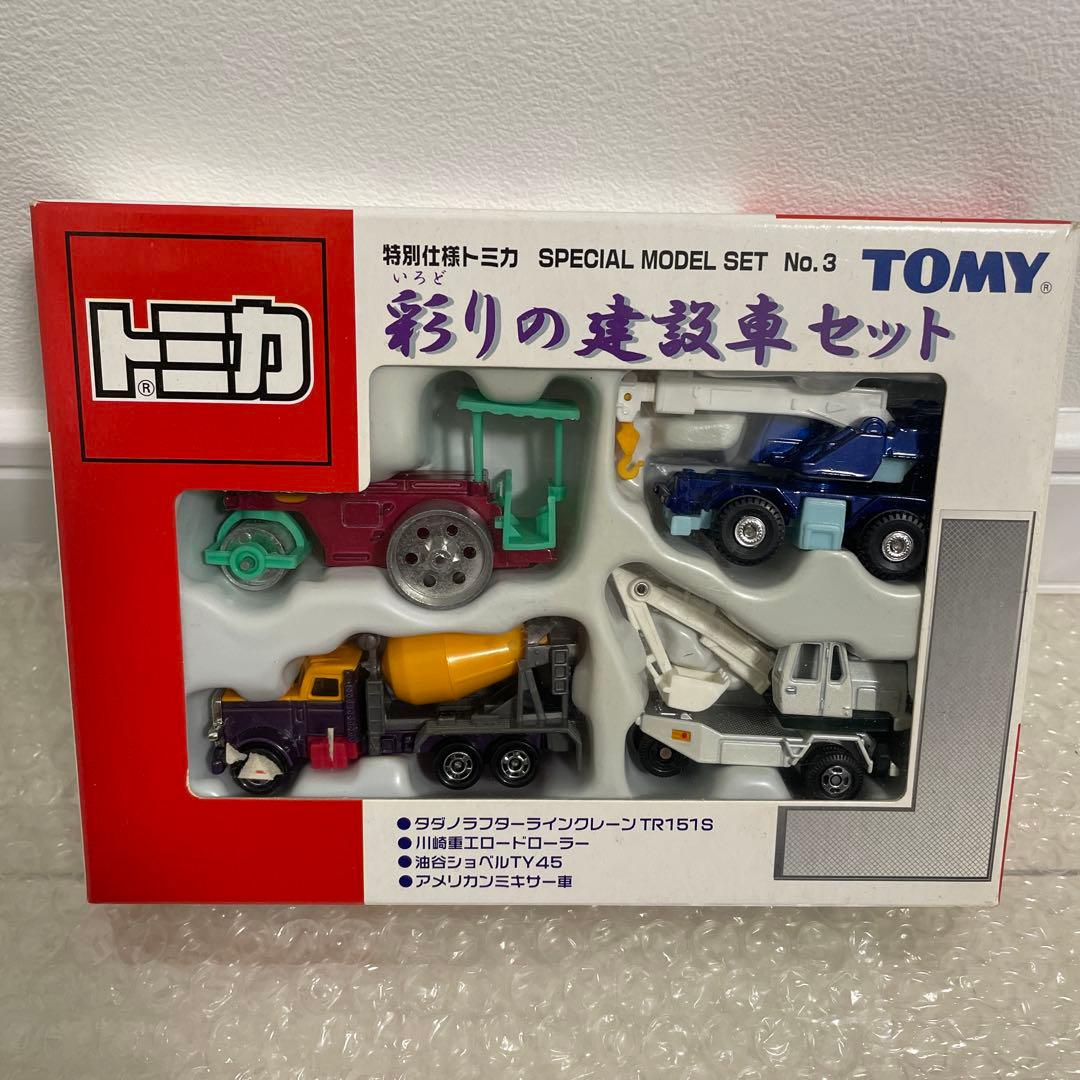 トミカ®
特別仕様トミカ SPECIAL MODEL SET No.3
TOMY®
いろど
彩りの建設車セット
●タダノラフターラインクレーンTR151S
●川崎重工ロードローラー
●油谷ショベルTY45
●アメリカンミキサー車